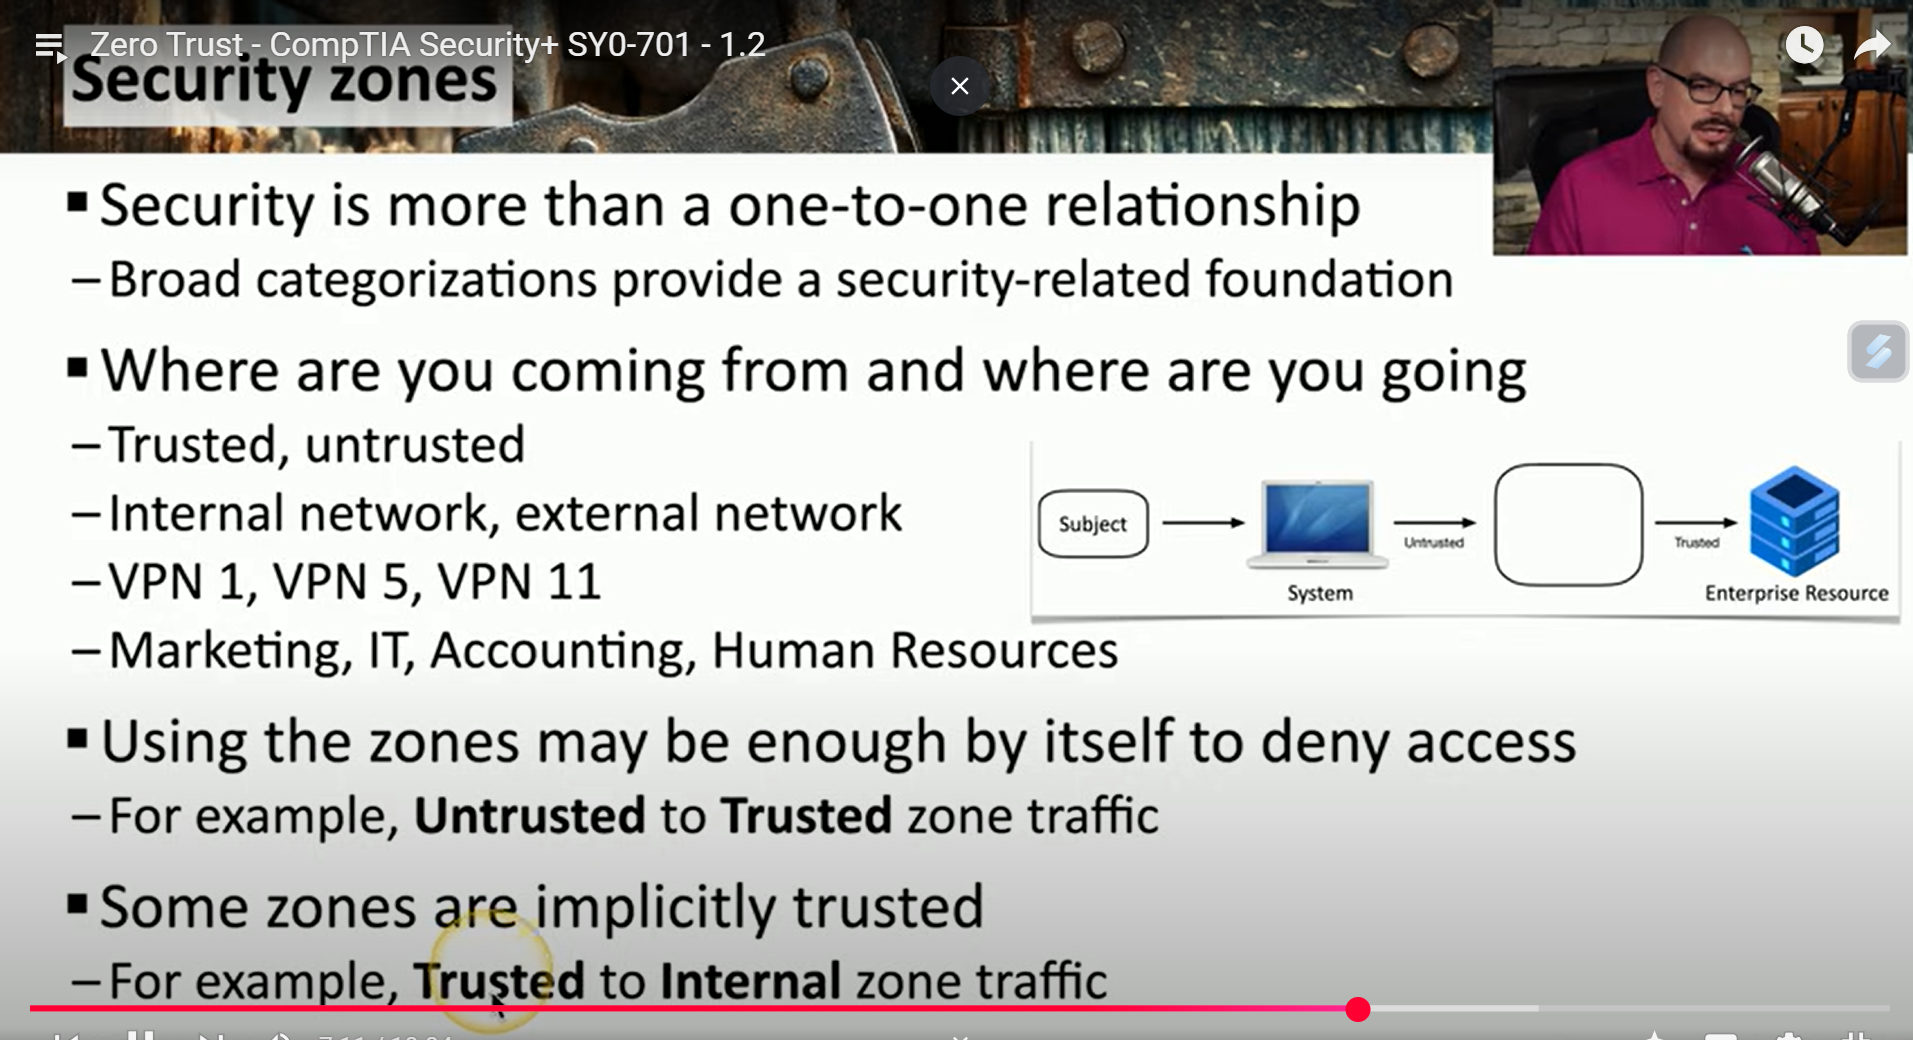 Zero Trust - CompTIA Security+ SY0-701 - 1.2
Security zones
▪ Security is more than a one-to-one relationship
– Broad categorizations provide a security-related foundation
▪ Where are you coming from and where are you going
– Trusted, untrusted
– Internal network, external network
– VPN 1, VPN 5, VPN 11
– Marketing, IT, Accounting, Human Resources
Subject
Untrusted
Trusted
System
Enterprise Resource
▪ Using the zones may be enough by itself to deny access
– For example, Untrusted to Trusted zone traffic
▪ Some zones are implicitly trusted
– For example, Trusted to Internal zone traffic